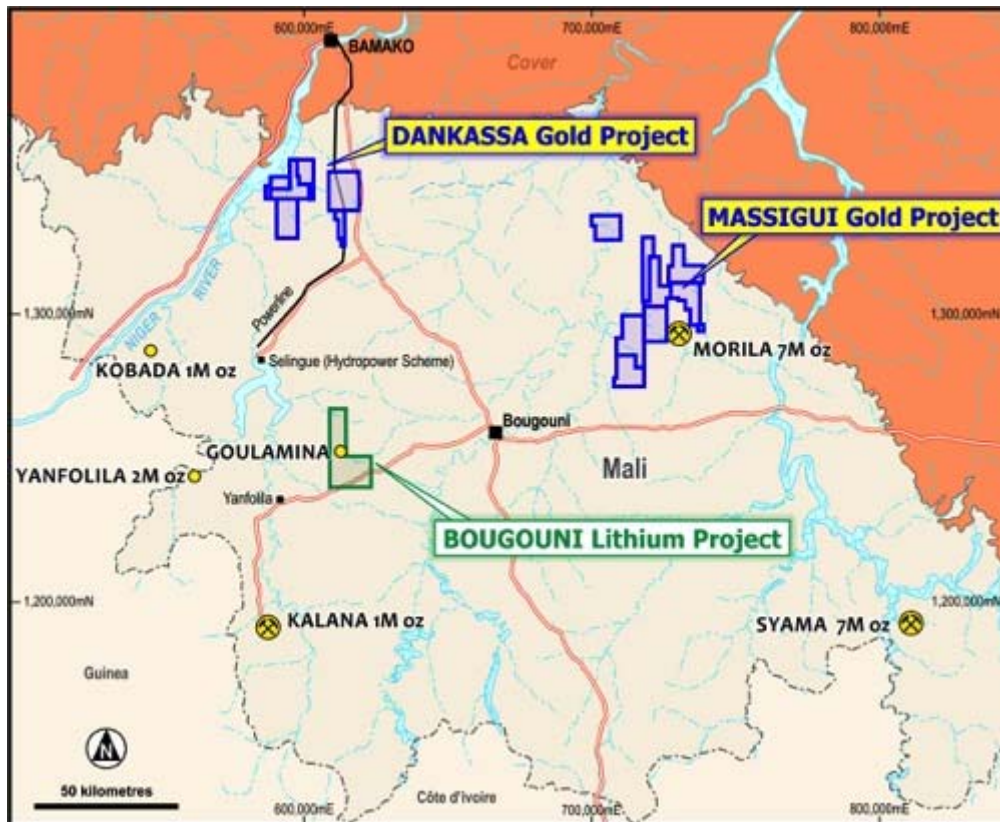 600,000mE
700,000mE
800,000mE
BAMAKO
Cover
DANKASSA Gold Project
MASSIGUI Gold Project
NIGER RIVER
Powerline
1,300,000mN
1,300,000mN
KOBADA 1M oz
Selingue (Hydropower Scheme)
MORILA 7M oz
Bougouni
GOULAMINA
YANFOLILA 2M oz
Mali
Yanfolila
BOUGOUNI Lithium Project
1,200,000mN
1,200,000mN
KALANA 1M oz
SYAMA 7M oz
Guinea
N
50 kilometres
Côte d'ivoire
600,000mE
700,000mE
800,000mE